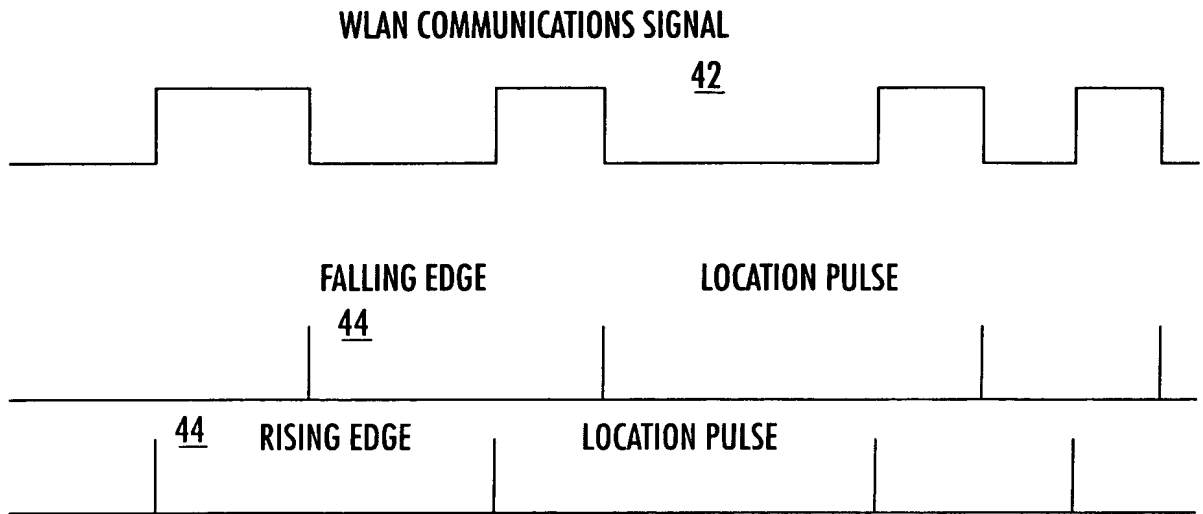 WLAN COMMUNICATIONS SIGNAL
42
FALLING EDGE LOCATION PULSE
44
44 RISING EDGE LOCATION PULSE